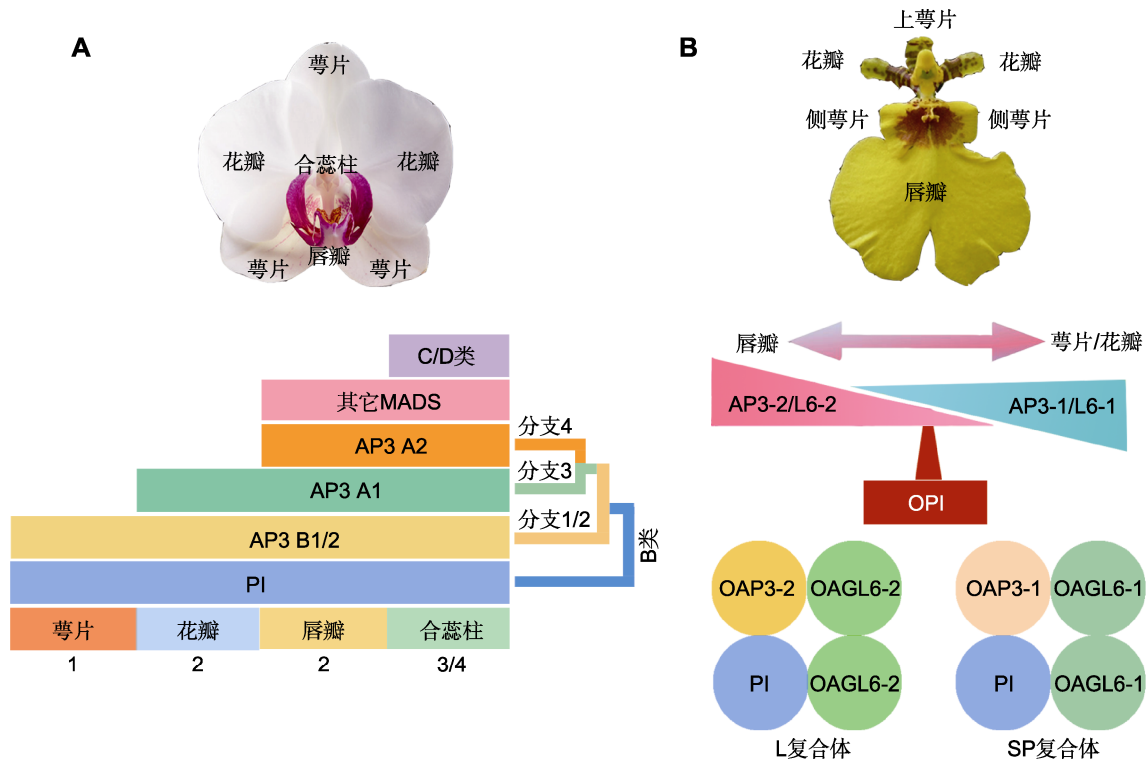 A
萼片
花瓣
合蕊柱
花瓣
萼片
唇瓣
萼片
C/D类
其它MADS
AP3 A2
AP3 A1
AP3 B1/2
PI
分支4
分支3
分支1/2
B类
萼片
花瓣
唇瓣
合蕊柱
1
2
2
3/4
B
上萼片
花瓣
花瓣
侧萼片
侧萼片
唇瓣
唇瓣
萼片/花瓣
AP3-2/L6-2
AP3-1/L6-1
OPI
OAP3-2
OAGL6-2
PI
OAGL6-2
L复合体
OAP3-1
OAGL6-1
PI
OAGL6-1
SP复合体